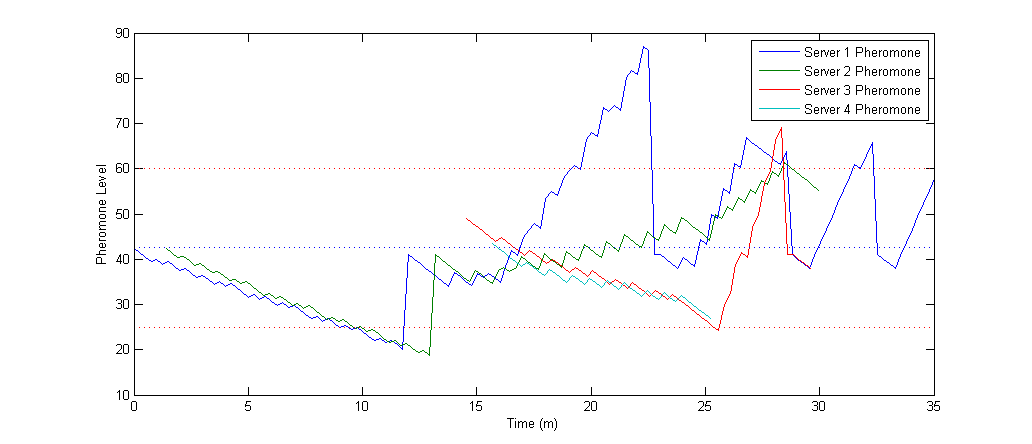 90
80
70
60
50
40
30
20
10
Pheromone Level
Server 1 Pheromone
Server 2 Pheromone
Server 3 Pheromone
Server 4 Pheromone
0 5 10 15 20 25 30 35
Time (m)